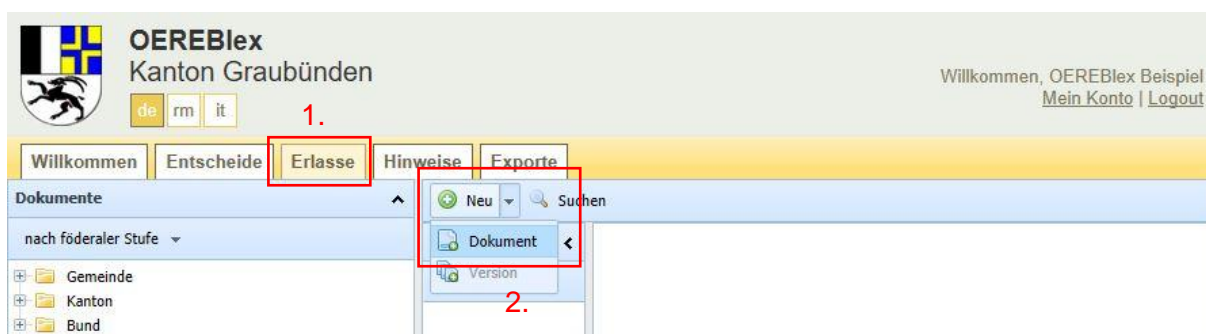 OEREBlex
Kanton Graubünden
de rm it
Willkommen, OEREBlex Beispiel
Mein Konto | Logout
1.
Willkommen Entscheide Erlasse Hinweise Exporte
Dokumente
Neu Suchen
nach föderaler Stufe
Dokument
Gemeinde
Version
Kanton
2.
Bund